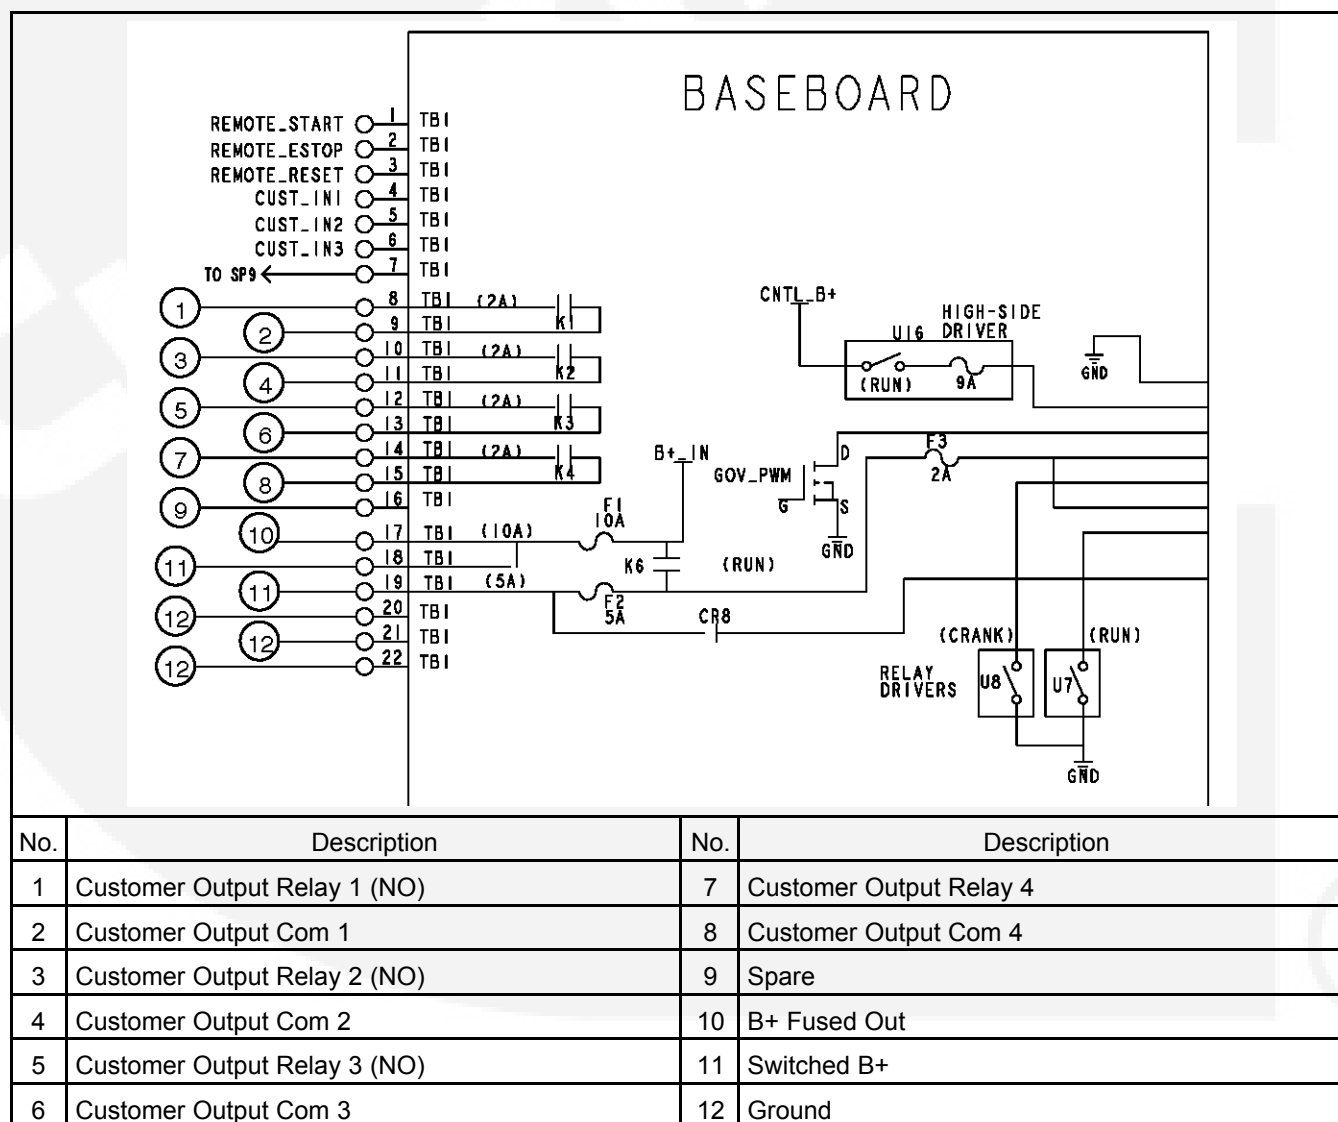 BASEBOARD
REMOTE_START 1 TB1
REMOTE_ESTOP 2 TB1
REMOTE_RESET 3 TB1
CUST_IN1 4 TB1
CUST_IN2 5 TB1
CUST_IN3 6 TB1
TO SP9 7 TB1
1 8 TB1 (2A) K1
2 9 TB1
3 10 TB1 (2A) K2
4 11 TB1
5 12 TB1 (2A) K3
6 13 TB1
7 14 TB1 (2A) K4
8 15 TB1
9 16 TB1
10 17 TB1 (10A)
11 18 TB1
11 19 TB1 (5A)
12 20 TB1
12 21 TB1
12 22 TB1
F1
10A
B+_IN
K6
(RUN)
F2
5A
CR8
CNTL_B+
HIGH-SIDE
U16 DRIVER
(RUN)
9A
GND
GOV_PWM
D
G
S
GND
F3
2A
(CRANK)
(RUN)
RELAY
DRIVERS
U8
U7
GND
No. Description No. Description
1 Customer Output Relay 1 (NO) 7 Customer Output Relay 4
2 Customer Output Com 1 8 Customer Output Com 4
3 Customer Output Relay 2 (NO) 9 Spare
4 Customer Output Com 2 10 B+ Fused Out
5 Customer Output Relay 3 (NO) 11 Switched B+
6 Customer Output Com 3 12 Ground